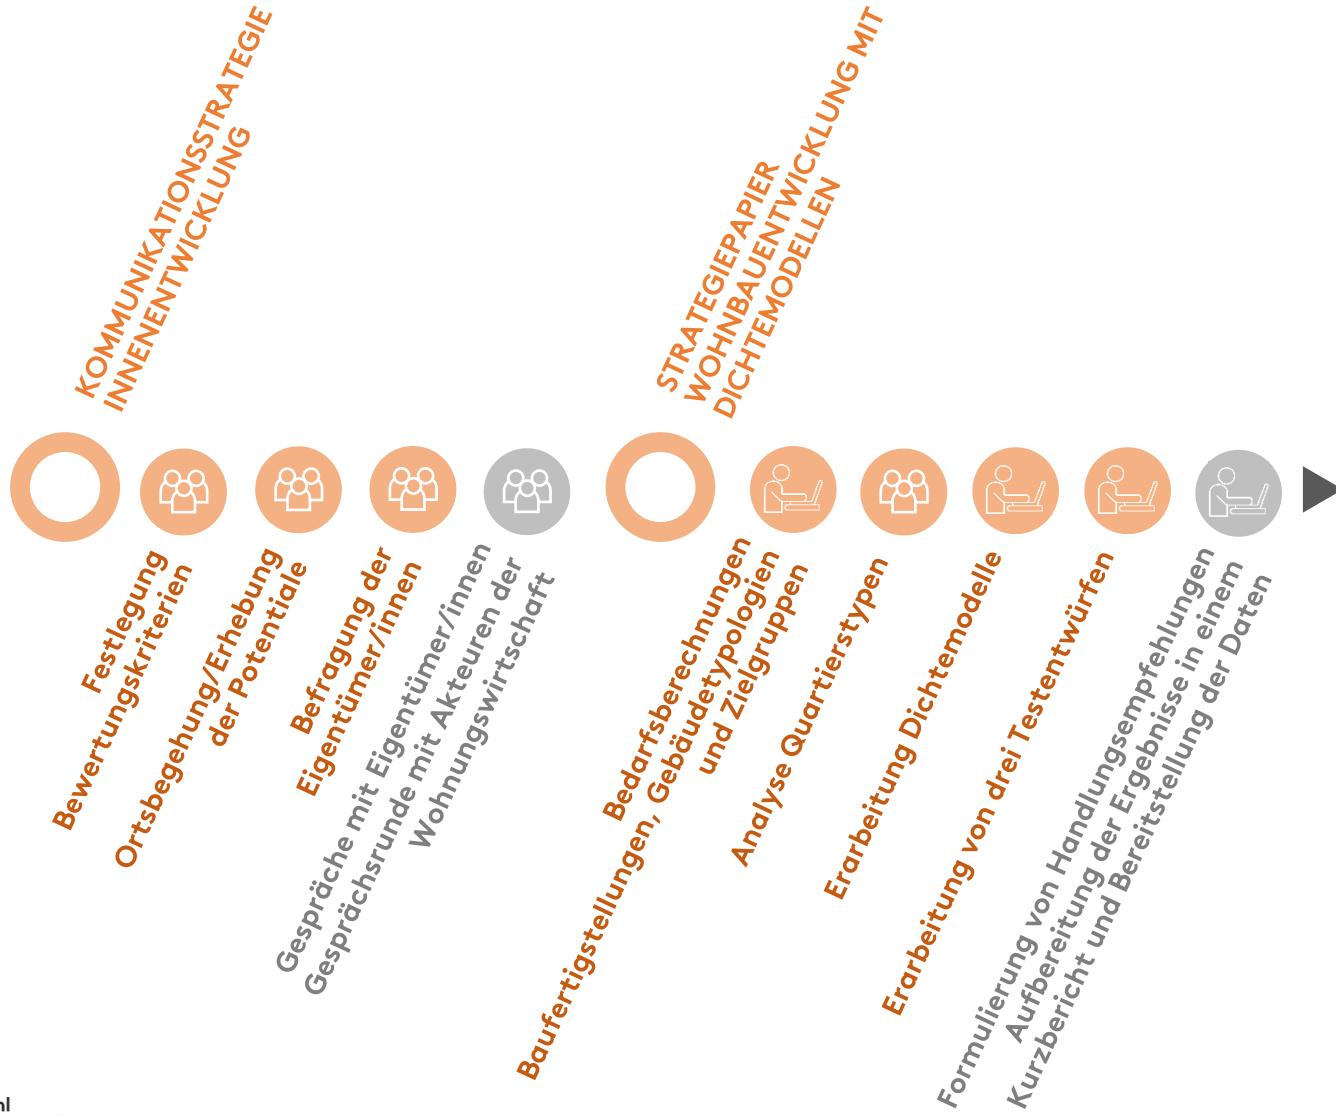 KOMMUNIKATIONSSTRATEGIE
INNENENTWICKLUNG
STRATEGIEPAPIER
WOHNBAUENTWICKLUNG MIT
DICHTEMODELLEN
Festlegung
Bewertungskriterien
Ortsbegehung/Erhebung
der Potentiale
Befragung der
Eigentümer/innen
Gespräche mit Eigentümer/innen
Gesprächsrunde mit Akteuren der
Wohnungswirtschaft
Bedarfsberechnungen
Baufertigstellungen, Gebäudetypologien
und Zielgruppen
Analyse Quartierstypen
Erarbeitung Dichtemodelle
Erarbeitung von drei Testentwürfen
Formulierung von Handlungsempfehlungen
Aufbereitung der Ergebnisse in einem
Kurzbericht und Bereitstellung der Daten